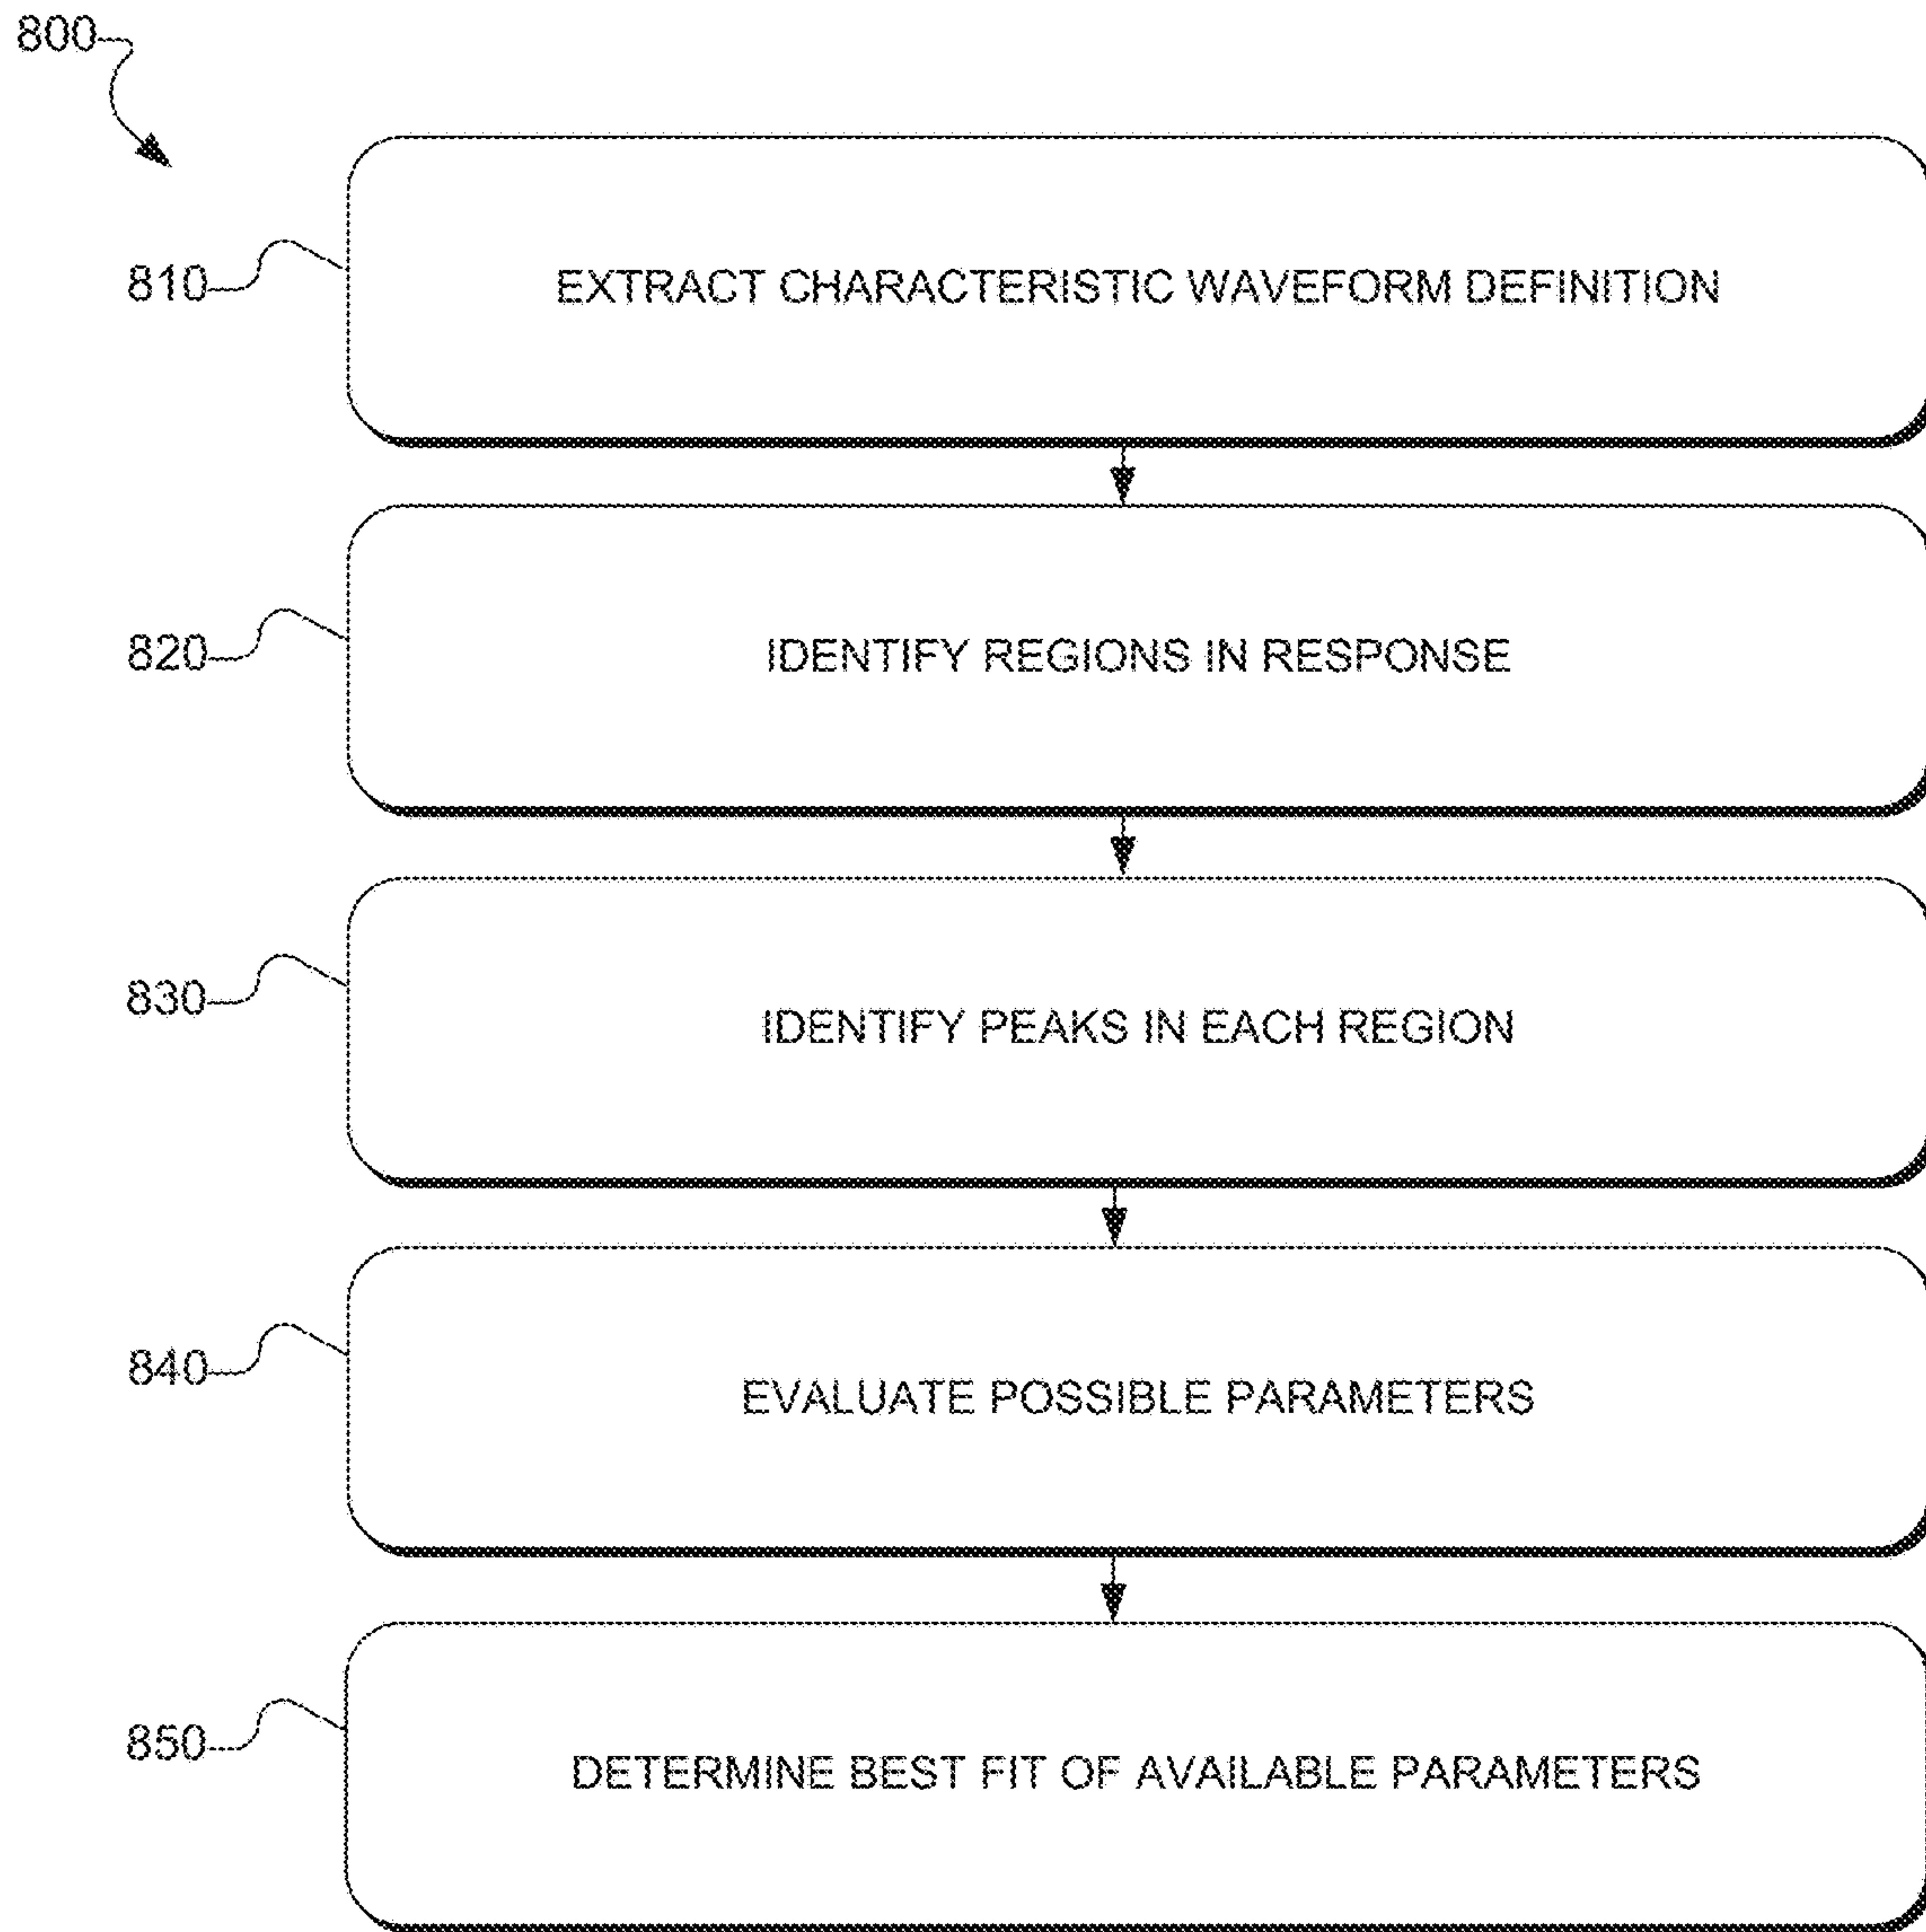 800
810
EXTRACT CHARACTERISTIC WAVEFORM DEFINITION
820
IDENTIFY REGIONS IN RESPONSE
830
IDENTIFY PEAKS IN EACH REGION
840
EVALUATE POSSIBLE PARAMETERS
850
DETERMINE BEST FIT OF AVAILABLE PARAMETERS